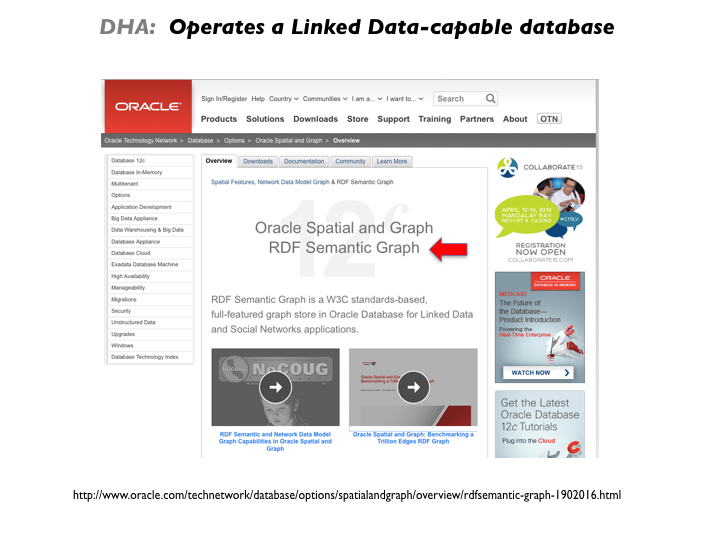 DHA: Operates a Linked Data-capable database
ORACLE
Sign In/Register Help Country Communities I am a... I want to... Search
Products Solutions Downloads Store Support Training Partners About OTN
Oracle Technology Network > Database > Options > Oracle Spatial and Graph > Overview
Database 12c
Database In-Memory
Multitenant
Options
Application Development
Big Data Appliance
Data Warehousing & Big Data
Database Appliance
Database Cloud
Exadata Database Machine
High Availability
Manageability
Migrations
Security
Unstructured Data
Upgrades
Windows
Database Technology Index
Overview Downloads Documentation Community Learn More
Spatial Features, Network Data Model Graph & RDF Semantic Graph
12c
Oracle Spatial and Graph
RDF Semantic Graph
RDF Semantic Graph is a W3C standards-based,
full-featured graph store in Oracle Database for Linked Data
and Social Networks applications.
NoCOUG
RDF Semantic and Network Data Model
Graph Capabilities in Oracle Spatial and
Graph
Oracle Spatial and Graph:
Benchmarking a Trillion
Oracle Spatial and Graph: Benchmarking a
Trillion Edges RDF Graph
COLLABORATE15
APRIL 12-16, 2015
MANDALAY BAY
RESORT & CASINO
#C15LV
REGISTRATION
NOW OPEN
COLLABORATE15.COM
ORACLE
DATABASE IN-MEMORY
WEBCAST
The Future of
the Database—
Product Introduction
Powering the
Real-Time Enterprise
WATCH NOW
Get the Latest
Oracle Database
12c Tutorials
Plug into the Cloud
http://www.oracle.com/technetwork/database/options/spatialandgraph/overview/rdfsemantic-graph-1902016.html